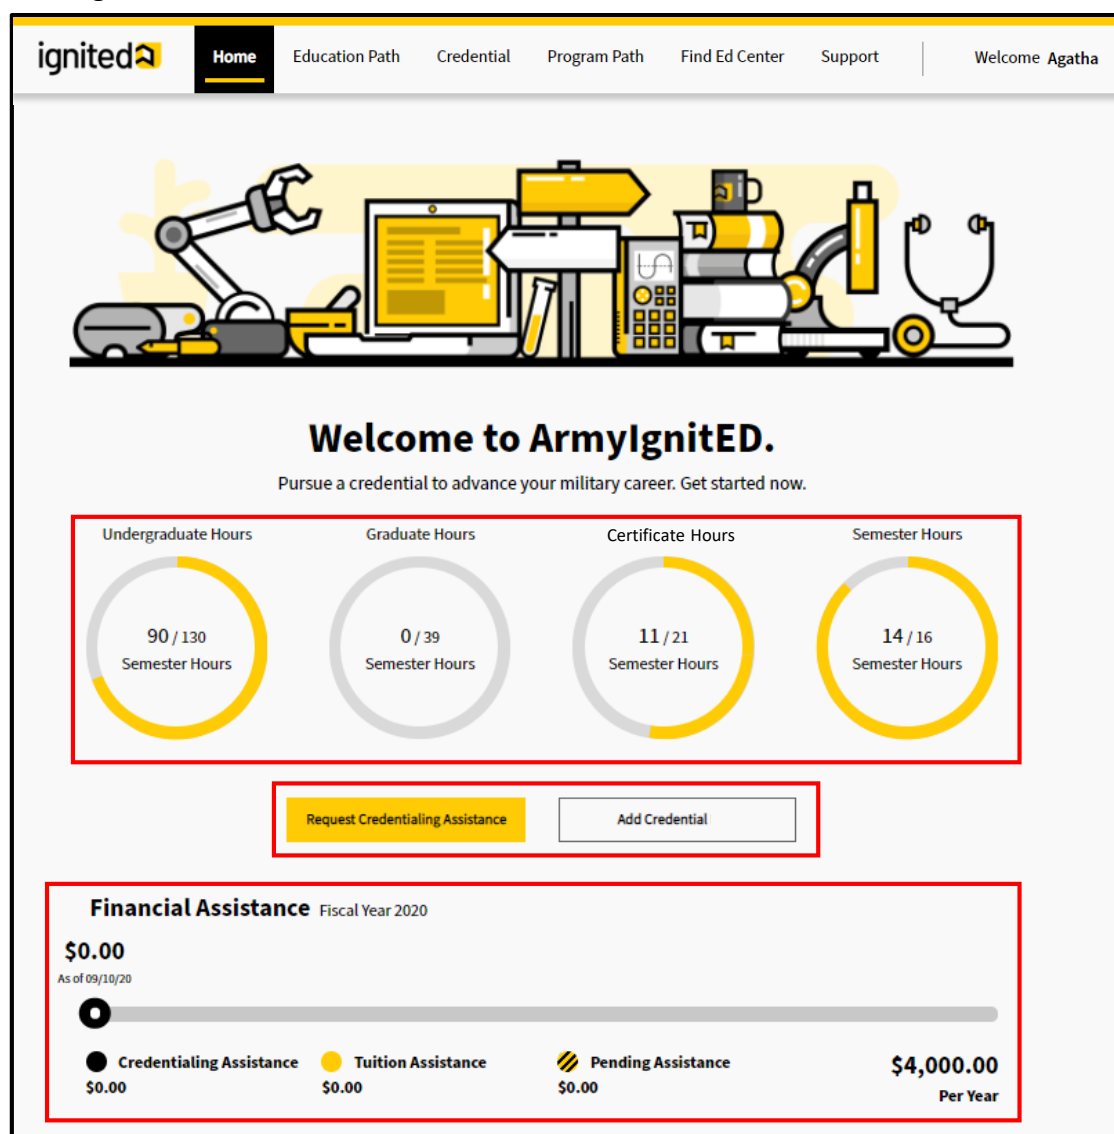 ignited
Home Education Path Credential Program Path Find Ed Center Support Welcome Agatha
Welcome to ArmyIgnitED.
Pursue a credential to advance your military career. Get started now.
Undergraduate Hours Graduate Hours Certificate Hours Semester Hours
90 / 130 0 / 39 11 / 21 14 / 16
Semester Hours Semester Hours Semester Hours Semester Hours
Request Credentialing Assistance Add Credential
Financial Assistance Fiscal Year 2020
$0.00
As of 09/10/20
Credentialing Assistance Tuition Assistance Pending Assistance $4,000.00
$0.00 $0.00 $0.00 Per Year